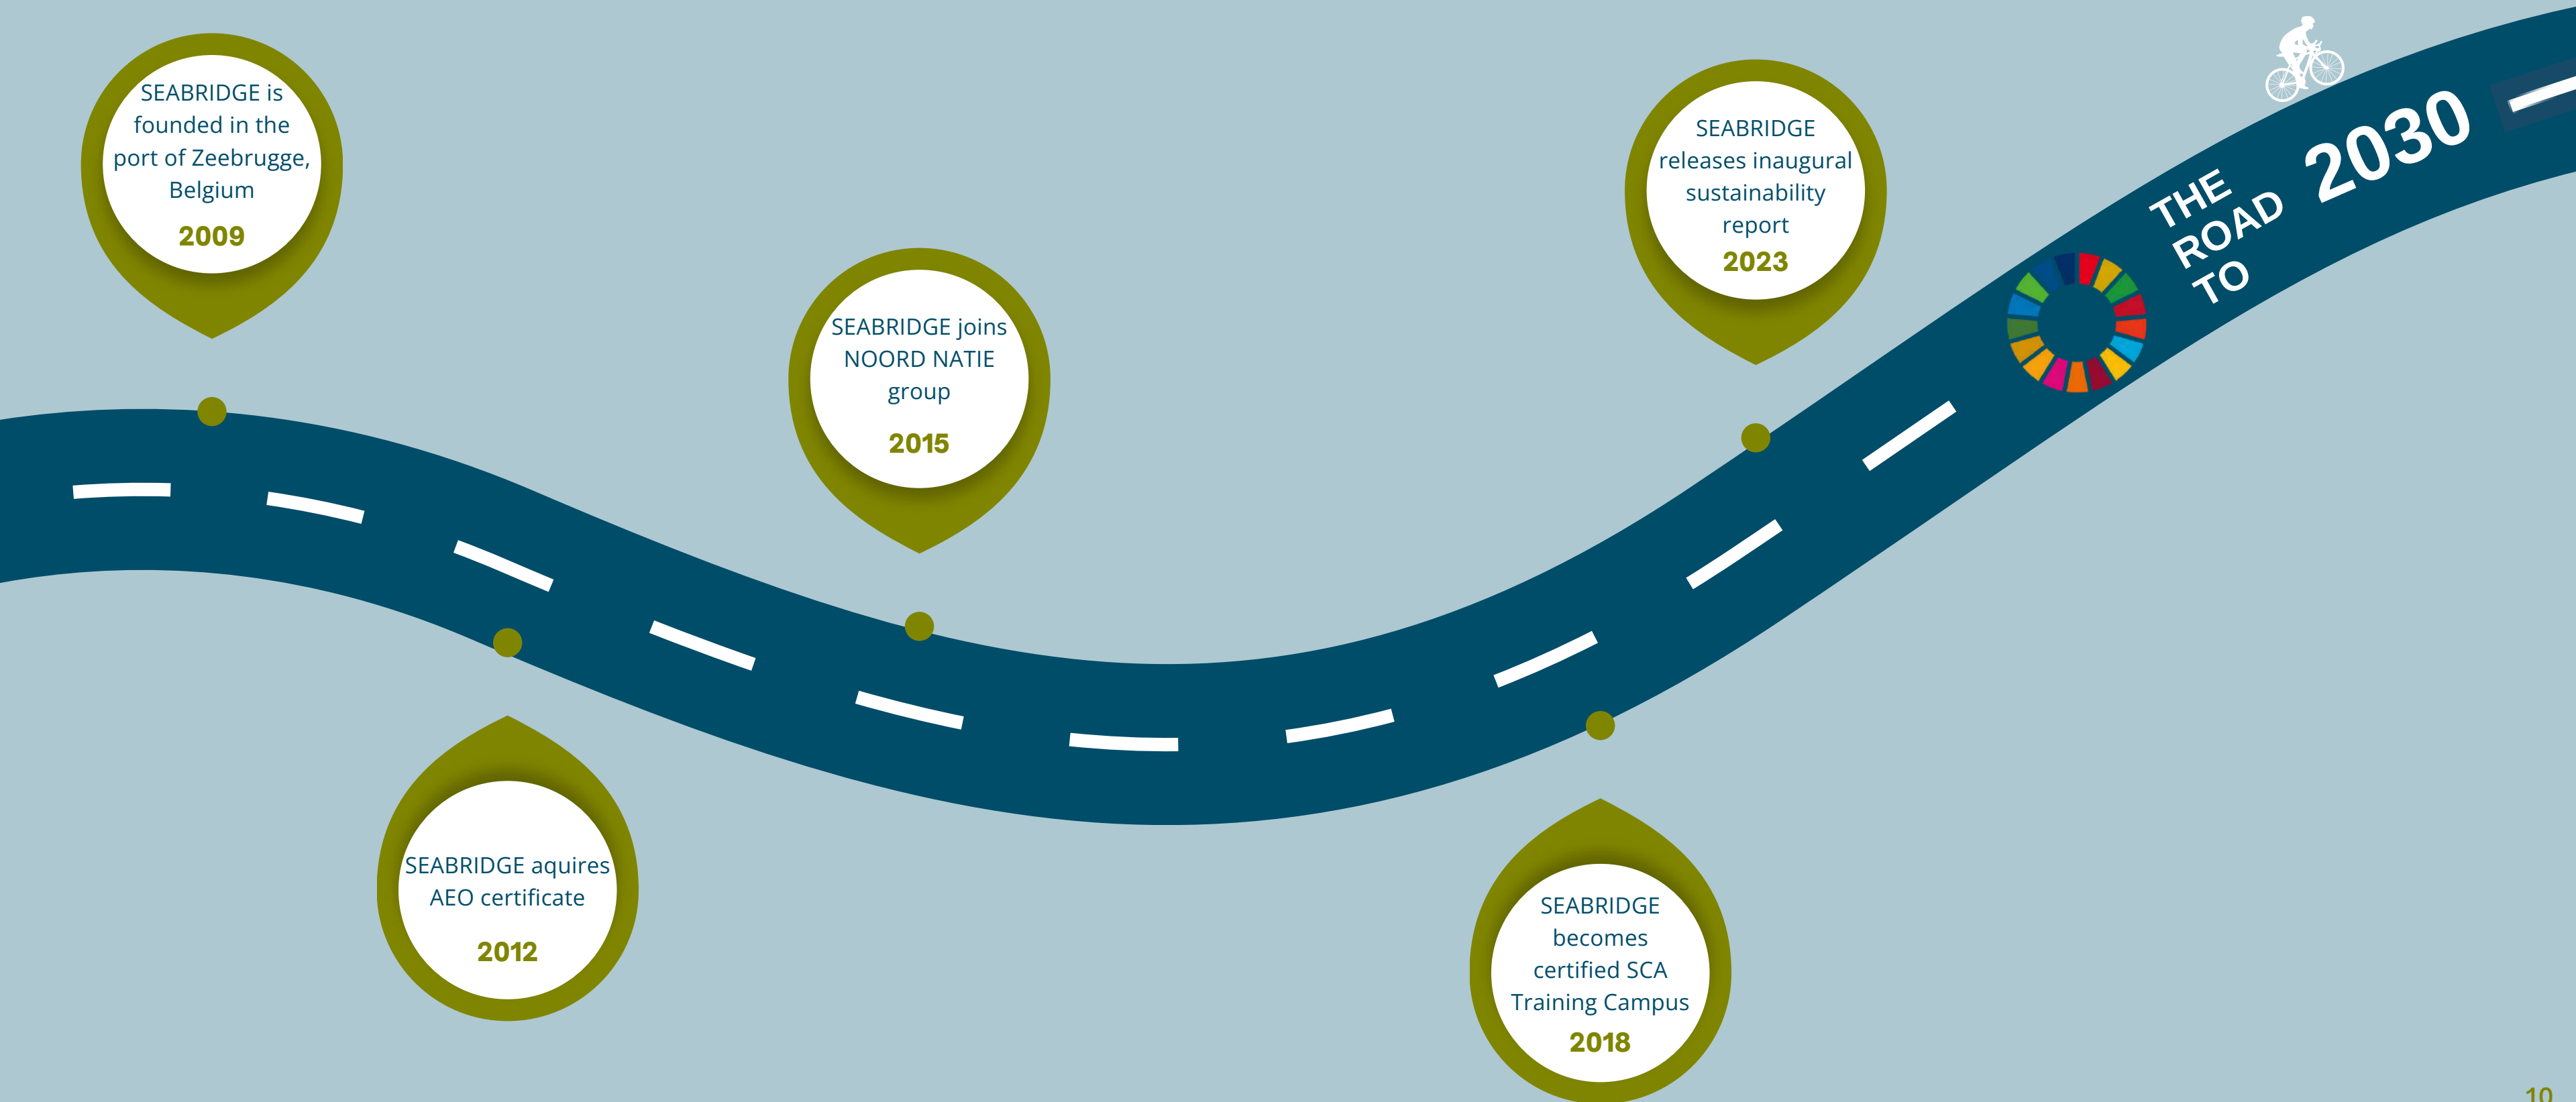 SEABRIDGE is
founded in the
port of Zeebrugge,
Belgium
2009
SEABRIDGE aquires
AEO certificate
2012
SEABRIDGE joins
NOORD NATIE
group
2015
SEABRIDGE
becomes
certified SCA
Training Campus
2018
SEABRIDGE
releases inaugural
sustainability
report
2023
THE
ROAD
TO
2030
10